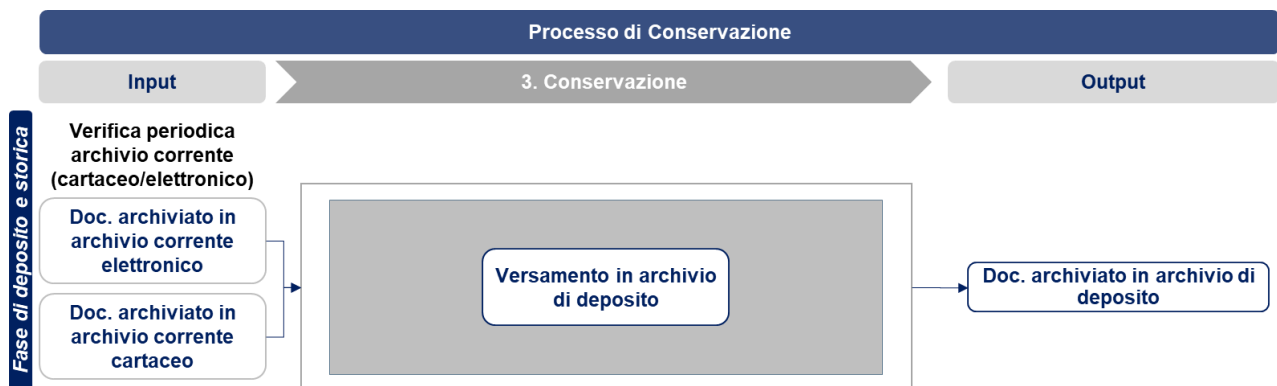 Processo di Conservazione
Input
3. Conservazione
Output
Fase di deposito e storica
Verifica periodica
archivio corrente
(cartaceo/elettronico)
Doc. archiviato in
archivio corrente
elettronico
Doc. archiviato in
archivio corrente
cartaceo
Versamento in archivio
di deposito
Doc. archiviato in archivio di
deposito